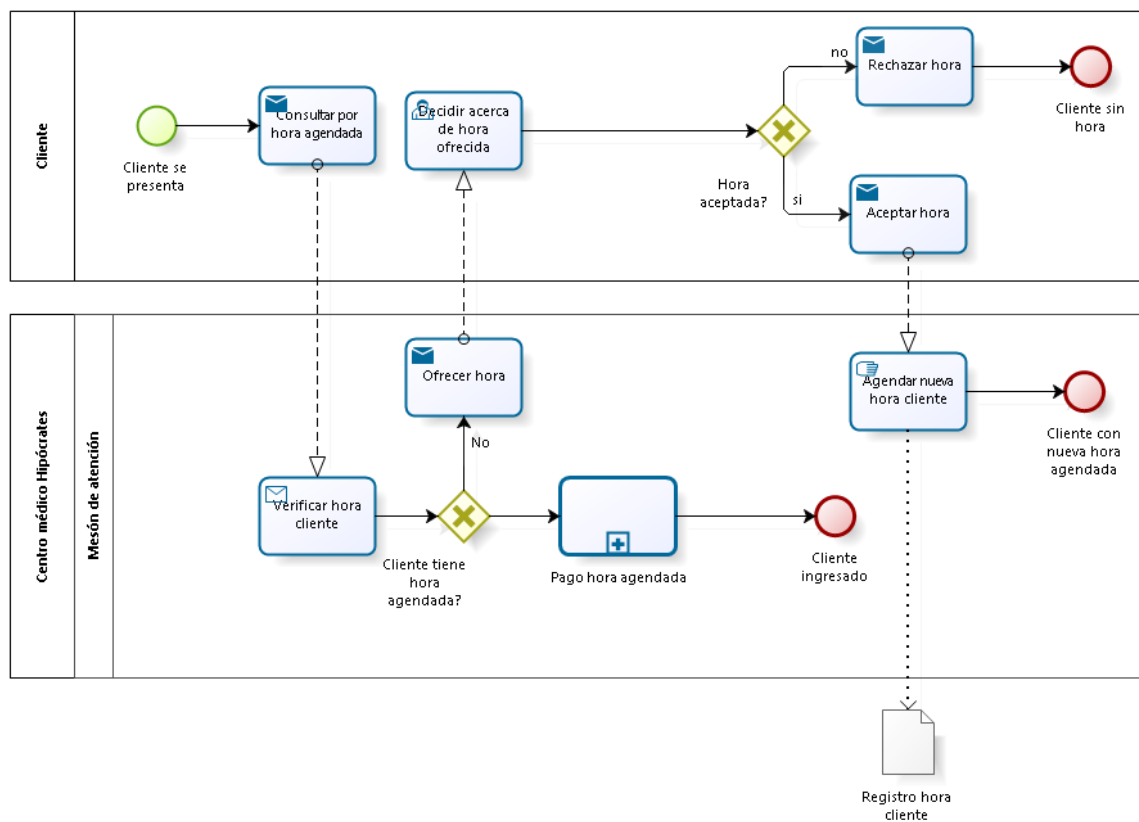 Cliente
Cliente se
presenta
Consultar por
hora agendada
Decidir acerca
de hora
ofrecida
Hora
aceptada?
no
Rechazar hora
Cliente sin
hora
si
Aceptar hora
Centro médico Hipócrates
Mesón de atención
Ofrecer hora
No
Verificar hora
cliente
Cliente tiene
hora
agendada?
Pago hora agendada
Cliente
ingresado
Agendar nueva
hora cliente
Cliente con
nueva hora
agendada
Registro hora
cliente